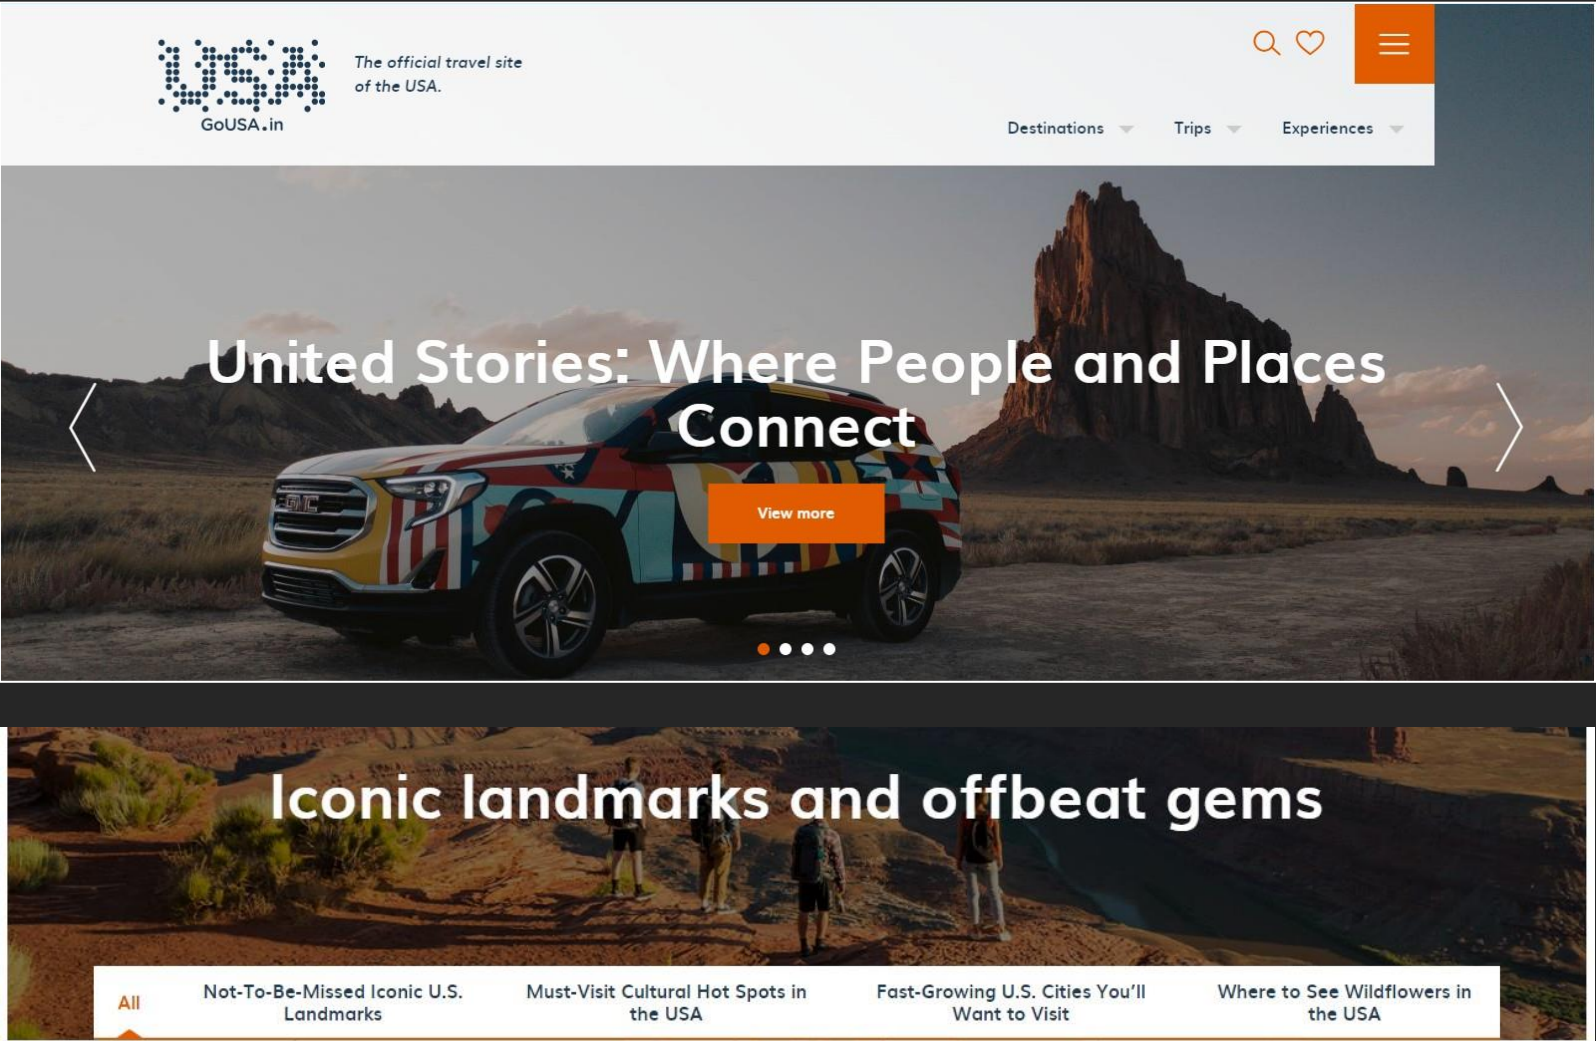 USA
GoUSA.in
The official travel site
of the USA.
Destinations
Trips
Experiences
United Stories: Where People and Places
Connect
GMC
View more
Iconic landmarks and offbeat gems
All
Not-To-Be-Missed Iconic U.S.
Landmarks
Must-Visit Cultural Hot Spots in
the USA
Fast-Growing U.S. Cities You'll
Want to Visit
Where to See Wildflowers in
the USA